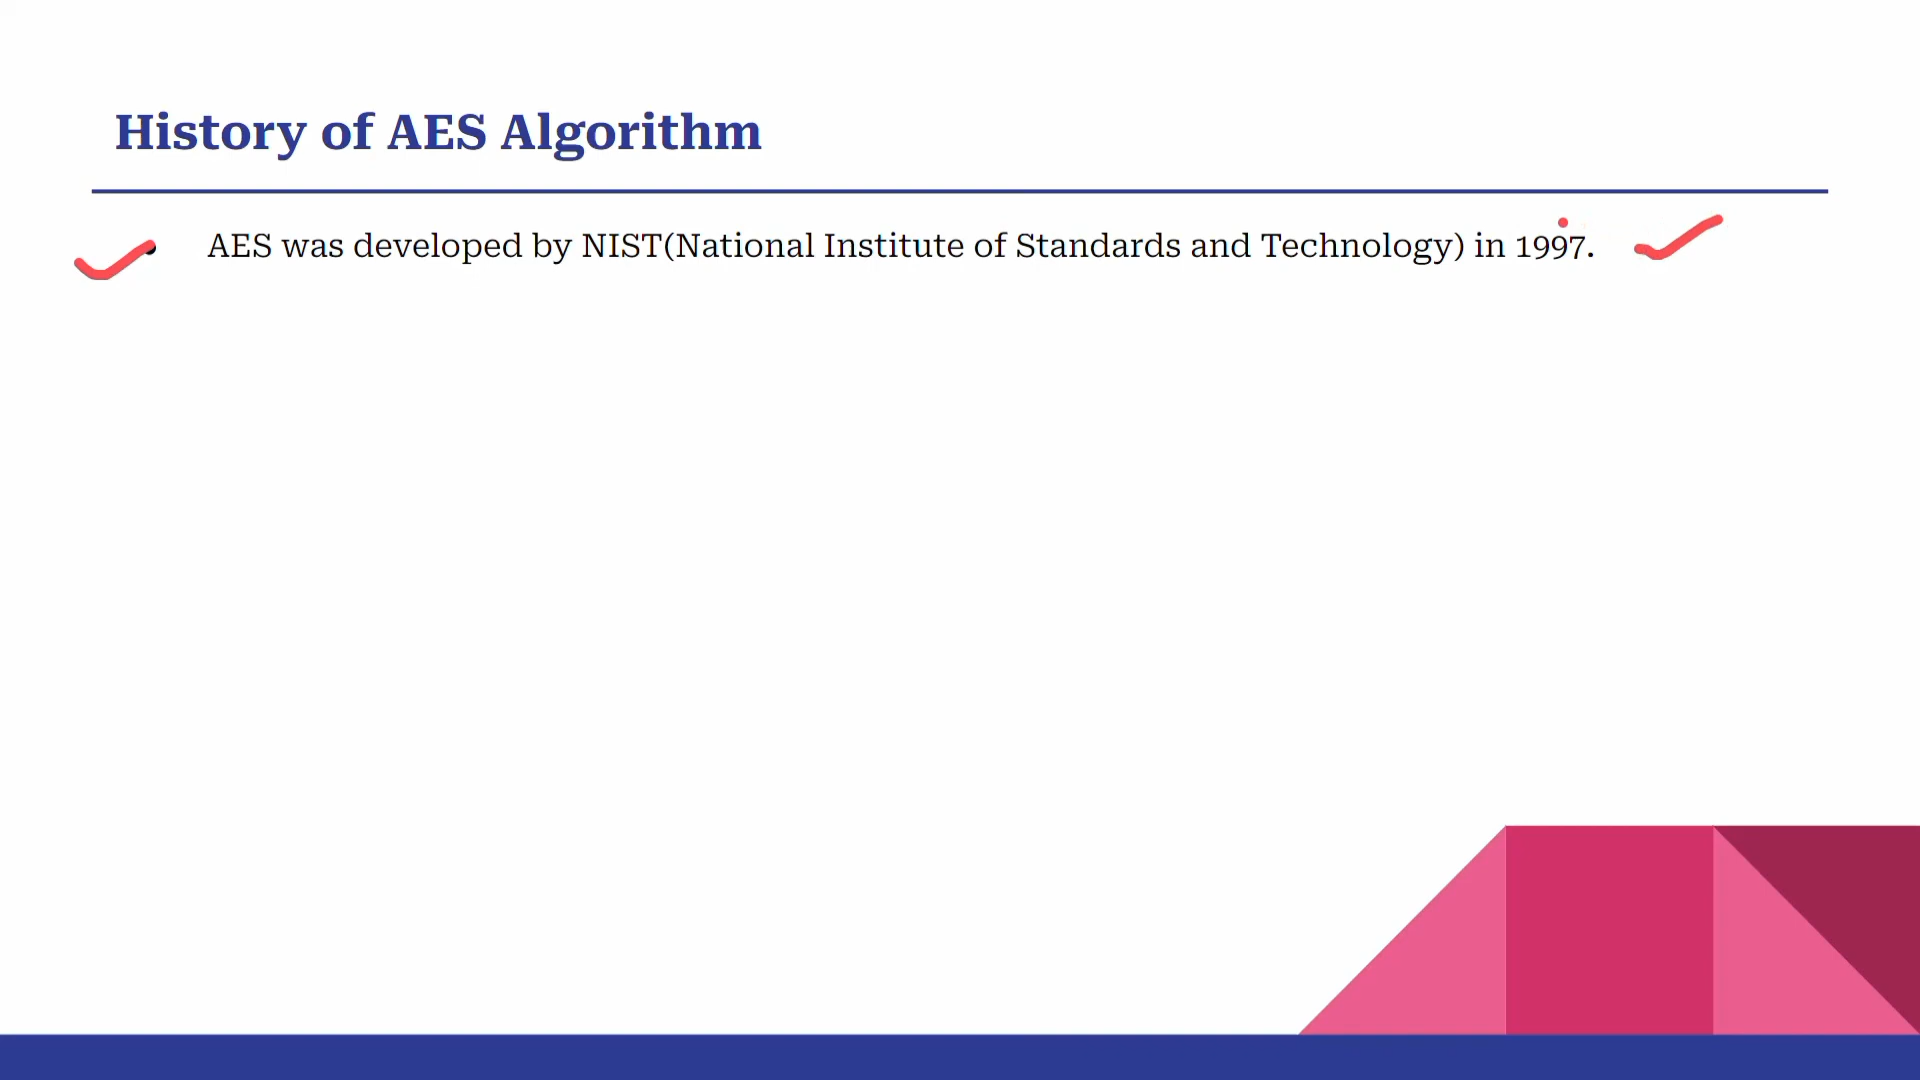 History of AES Algorithm
• AES was developed by NIST(National Institute of Standards and Technology) in 1997.